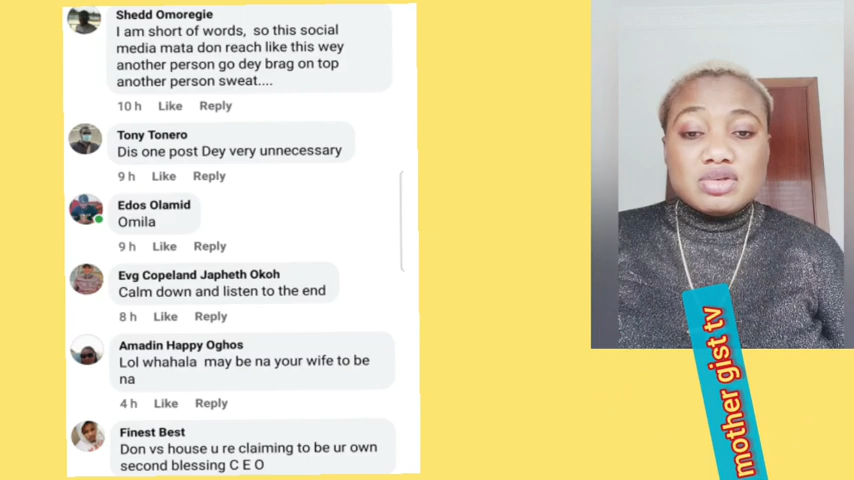 Shedd Omoregie
I am short of words, so this social
media mata don reach like this wey
another person go dey brag on top
another person sweat....
10 h Like Reply
Tony Tonero
Dis one post Dey very unnecessary
9 h Like Reply
Edos Olamid
Omila
9 h Like Reply
Evg Copeland Japheth Okoh
Calm down and listen to the end
8 h Like Reply
Amadin Happy Oghos
Lol whahala may be na your wife to be
na
4 h Like Reply
Finest Best
Don vs house u re claiming to be ur own
second blessing C E O
mother gist tv